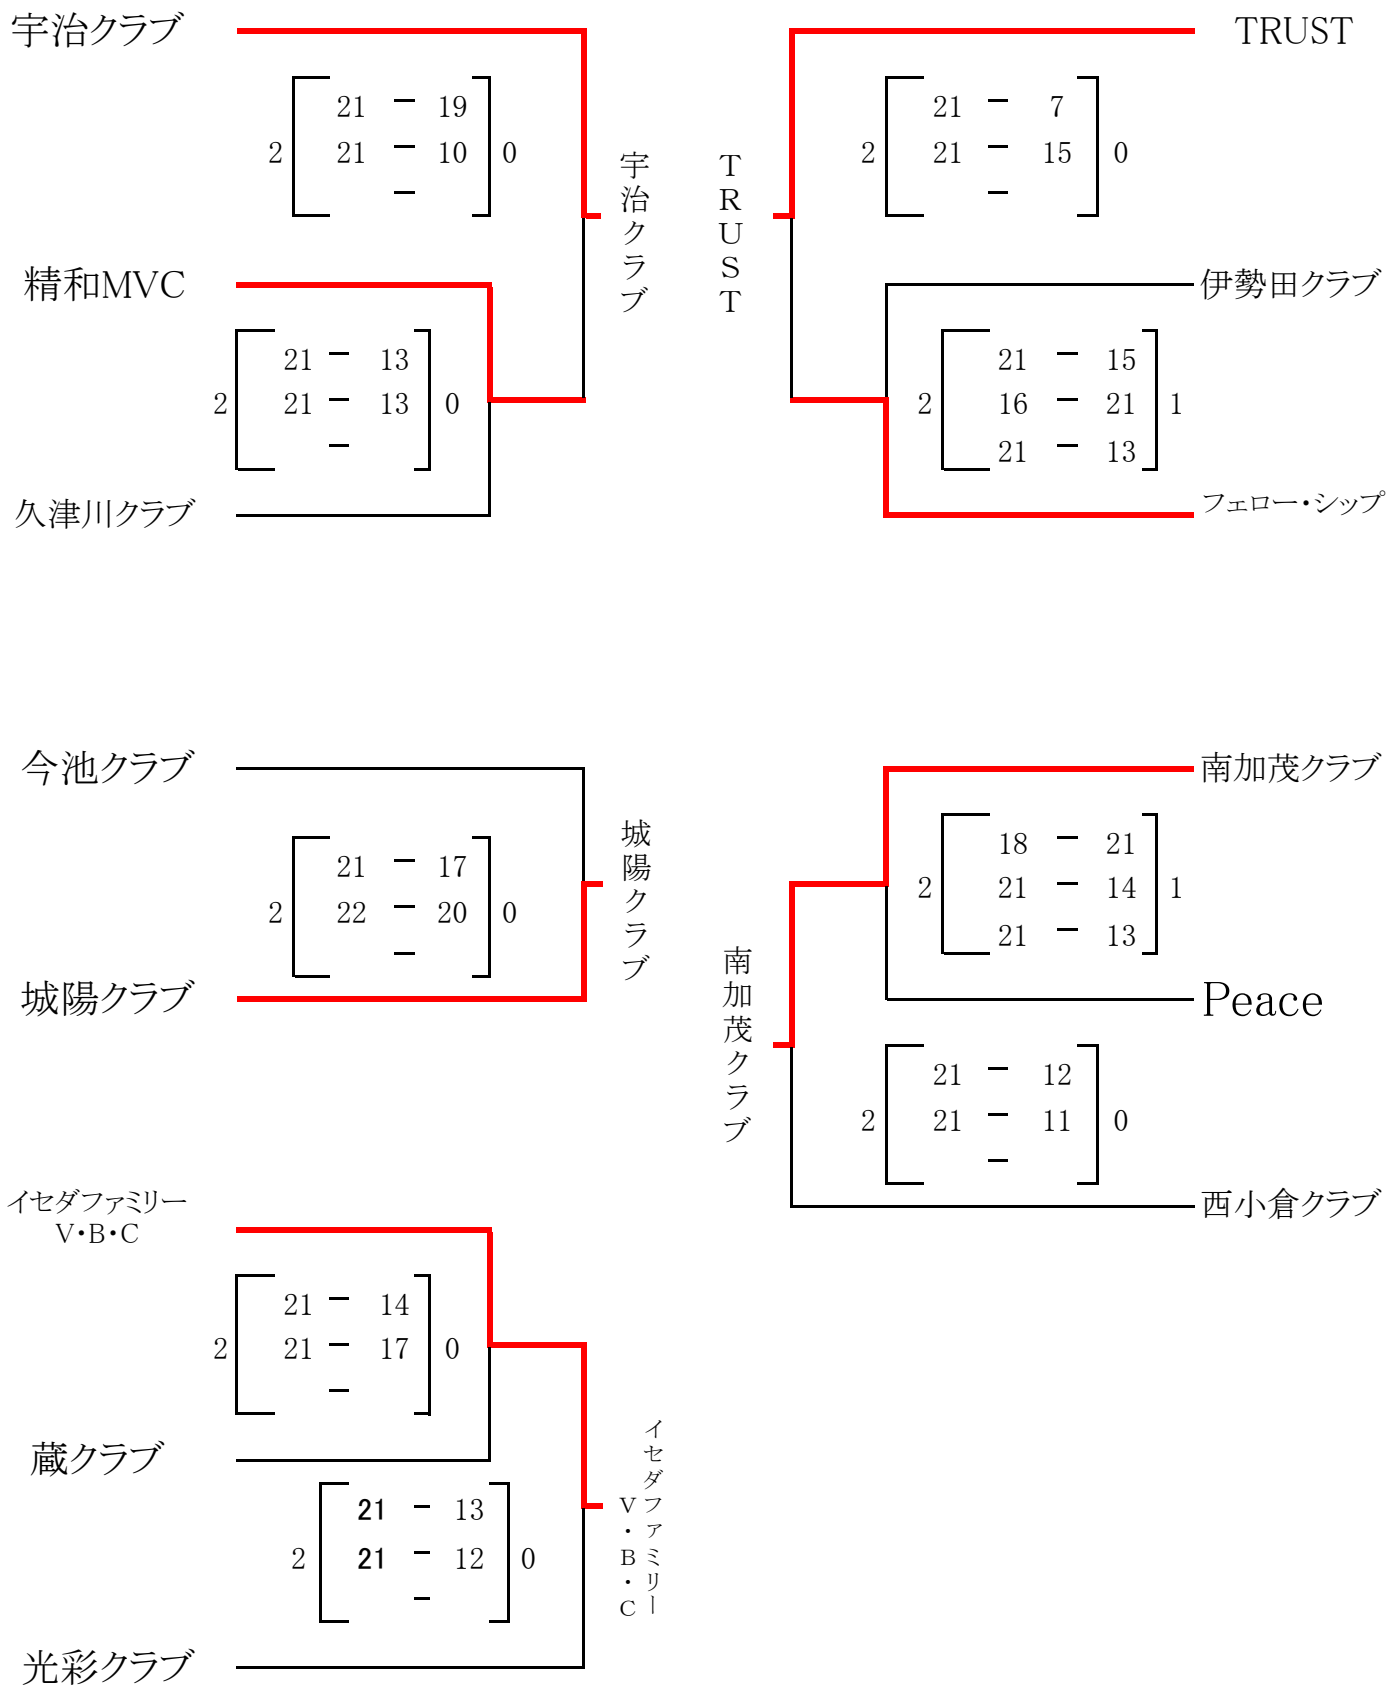 宇治クラブ
21 － 19
2 21 － 10 0
－
宇治クラブ
精和MVC
21 － 13
2 21 － 13 0
－
久津川クラブ
TRUST
21 － 7
2 21 － 15 0
－
TRUST
伊勢田クラブ
21 － 15
2 16 － 21 1
21 － 13
フェロー・シップ
今池クラブ
21 － 17
2 22 － 20 0
－
城陽クラブ
城陽クラブ
南加茂クラブ
18 － 21
2 21 － 14 1
21 － 13
Peace
南加茂クラブ
21 － 12
2 21 － 11 0
－
西小倉クラブ
イセダファミリー
V・B・C
21 － 14
2 21 － 17 0
－
蔵クラブ
21 － 13
2 21 － 12 0
－
イセダファミリー
V・B・C
光彩クラブ